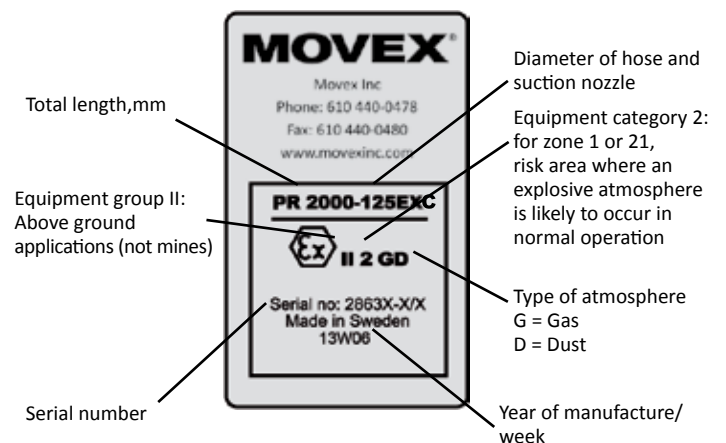 MOVEX®
Movex Inc
Phone: 610 440-0478
Fax: 610 440-0480
www.movexinc.com
PR 2000-125EXC
Ex II 2 GD
Serial no: 2863X-X/X
Made in Sweden
13W06
Total length,mm
Equipment group II:
Above ground
applications (not mines)
Serial number
Diameter of hose and
suction nozzle
Equipment category 2:
for zone 1 or 21,
risk area where an
explosive atmosphere
is likely to occur in
normal operation
Type of atmosphere
G = Gas
D = Dust
Year of manufacture/
week